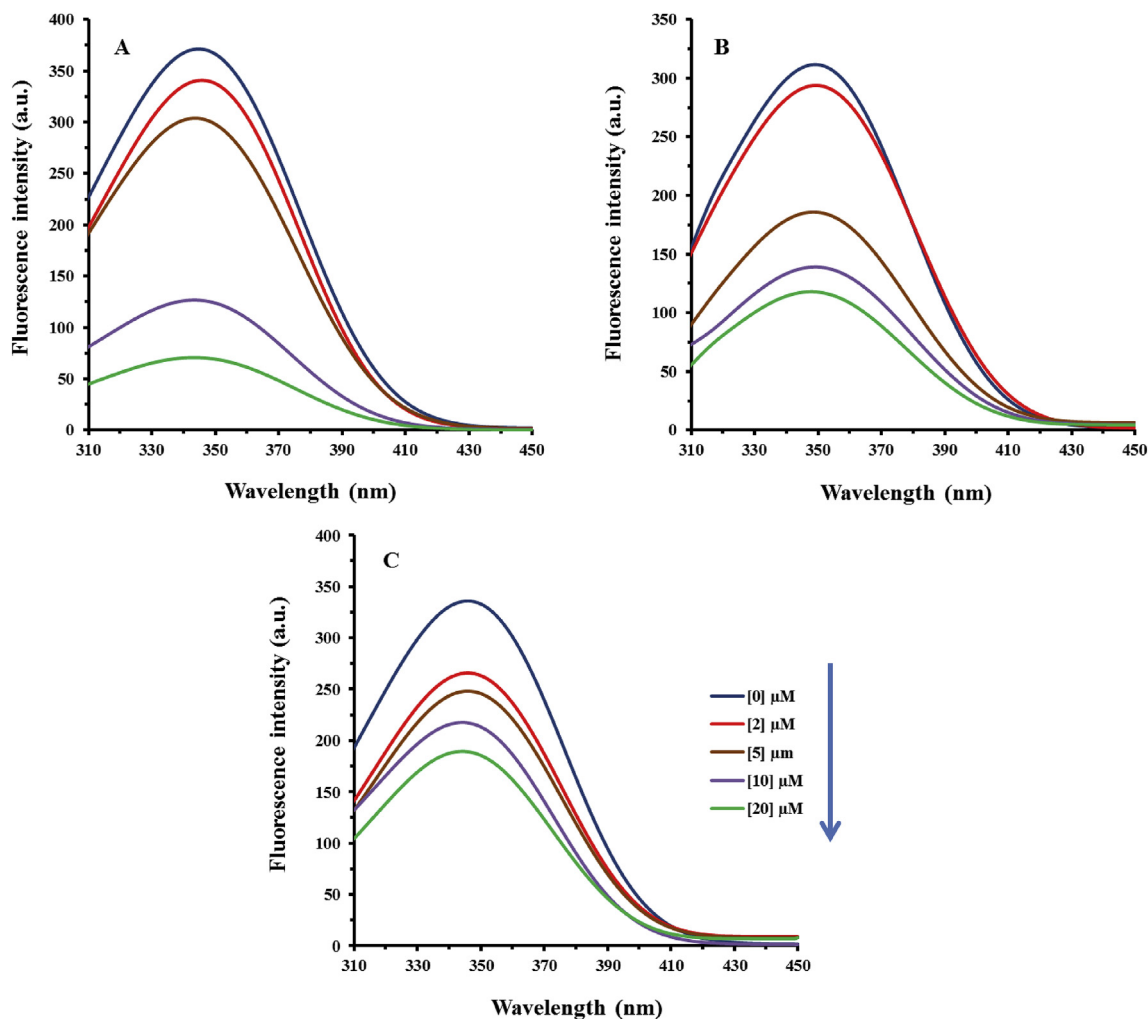 A
Fluorescence intensity (a.u.)
400
350
300
250
200
150
100
50
0
310 330 350 370 390 410 430 450
Wavelength (nm)
B
Fluorescence intensity (a.u.)
350
300
250
200
150
100
50
0
310 330 350 370 390 410 430 450
Wavelength (nm)
C
Fluorescence intensity (a.u.)
400
350
300
250
200
150
100
50
0
310 330 350 370 390 410 430 450
Wavelength (nm)
[0] µM
[2] µM
[5] µm
[10] µM
[20] µM